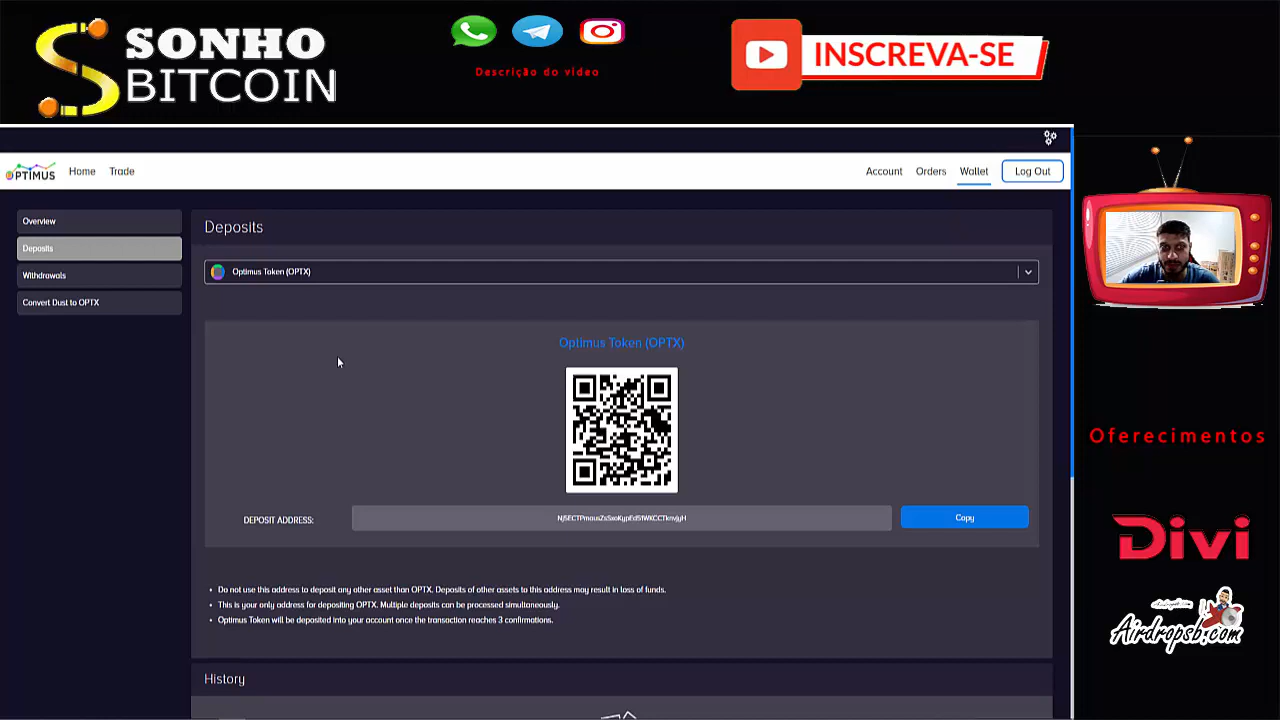 SONHO
BITCOIN
Descrição do vídeo
INSCREVA-SE
OPTIMUS
Home
Trade
Account
Orders
Wallet
Log Out
Overview
Deposits
Withdrawals
Convert Dust to OPTX
Deposits
Optimus Token (OPTX)
Optimus Token (OPTX)
DEPOSIT ADDRESS:
Copy
• Do not use this address to deposit any other asset than OPTX. Deposits of other assets to this address may result in loss of funds.
• This is your only address for depositing OPTX. Multiple deposits can be processed simultaneously.
• Optimus Token will be deposited into your account once the transaction reaches 3 confirmations.
History
Oferecimentos
Divi
Airdropsb.com